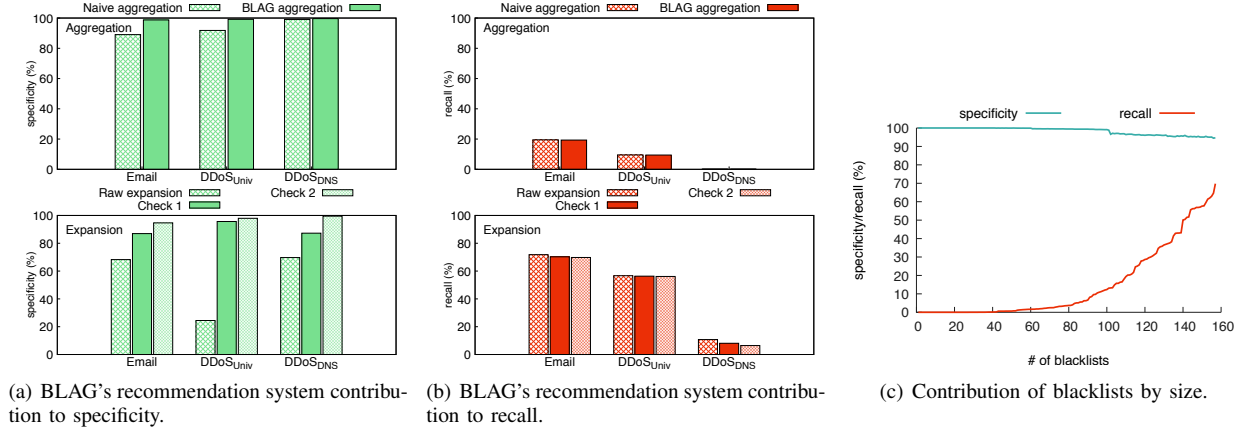 Naive aggregation BLAG aggregation
Aggregation
specificity (%)
100
80
60
40
20
0
Email DDoSUniv DDoSDNS
Raw expansion Check 2
Check 1
Expansion
specificity (%)
100
80
60
40
20
0
Email DDoSUniv DDoSDNS
(a) BLAG's recommendation system contribu-
tion to specificity.
Naive aggregation BLAG aggregation
Aggregation
recall (%)
100
80
60
40
20
0
Email DDoSUniv DDoSDNS
Raw expansion Check 2
Check 1
Expansion
recall (%)
100
80
60
40
20
0
Email DDoSUniv DDoSDNS
(b) BLAG's recommendation system contribu-
tion to recall.
specificity recall
specificity/recall (%)
100
90
80
70
60
50
40
30
20
10
0
0 20 40 60 80 100 120 140 160
# of blacklists
(c) Contribution of blacklists by size.